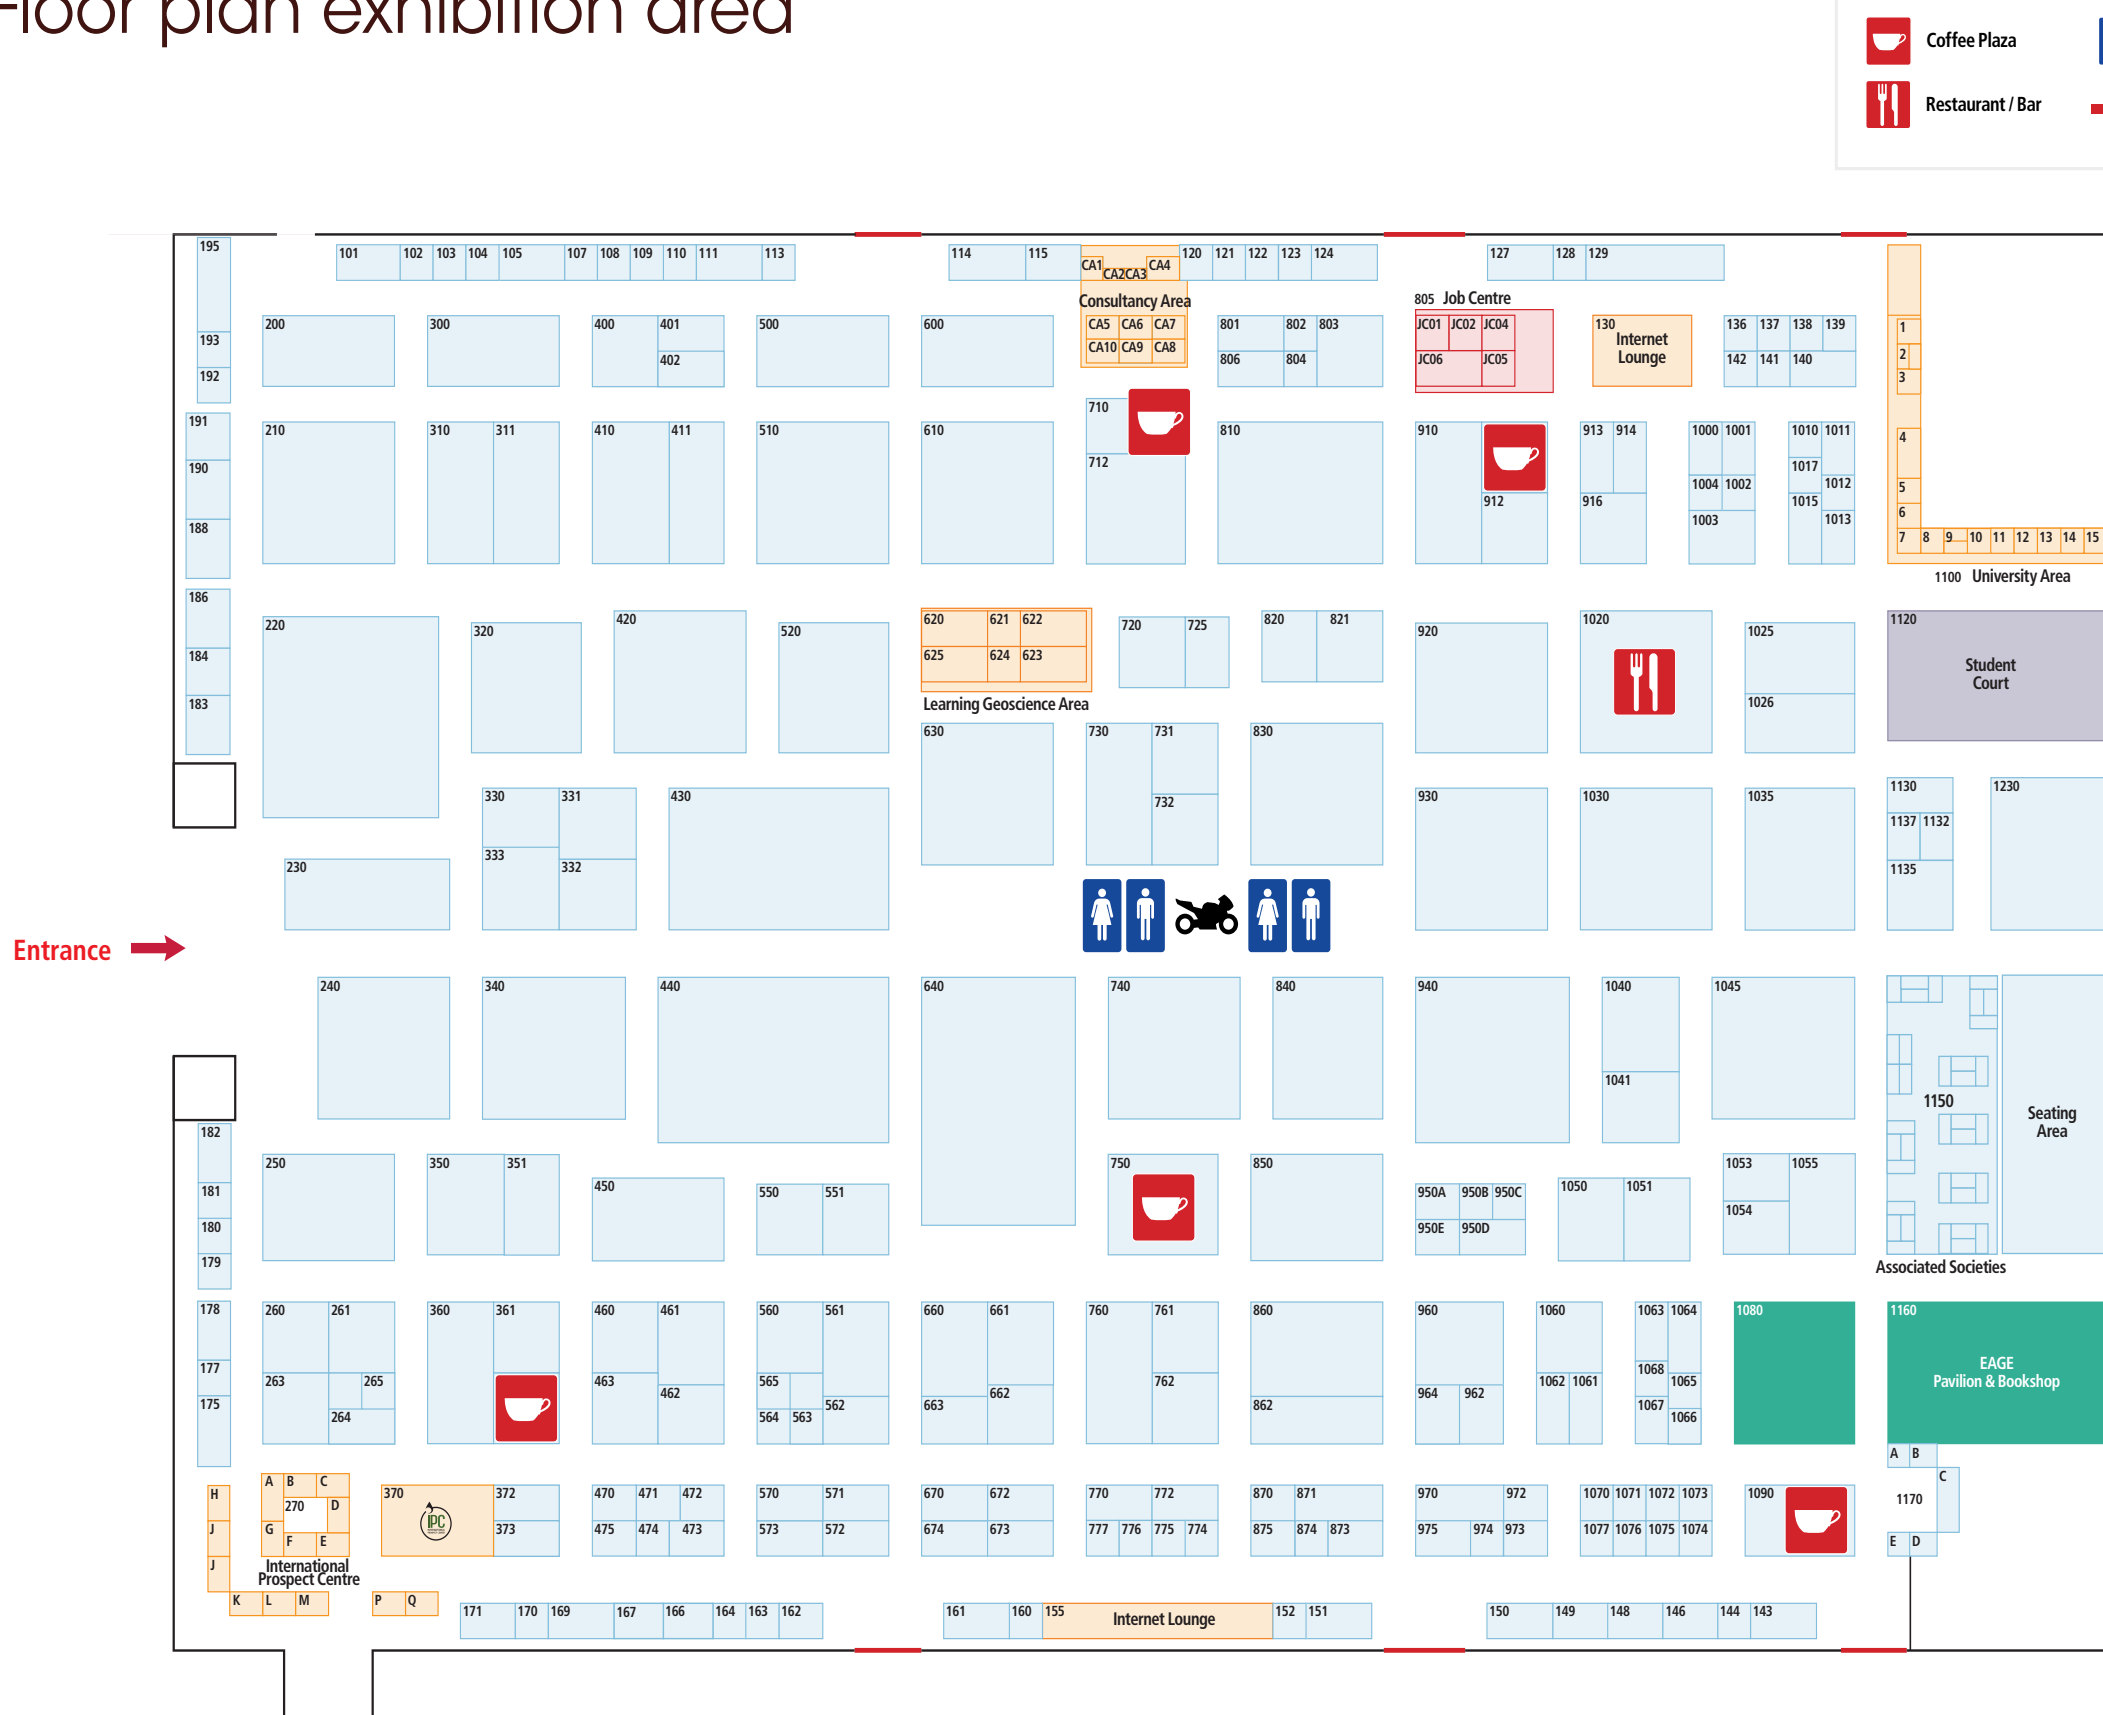 Floor plan exhibition area
Coffee Plaza
Restaurant / Bar
195
101 102 103 104 105 107 108 109 110 111 113
114 115 CA1 CA2 CA3 CA4 120 121 122 123 124
127 128 129
Consultancy Area
805 Job Centre
193
192
200 300 400 401 500 600
402
CA5 CA6 CA7
CA10 CA9 CA8
801 802 803
806 804
JC01 JC02 JC04
JC06 JC05
130
Internet
Lounge
136 137 138 139
142 141 140
1
2
3
4
5
6
7 8 9 10 11 12 13 14 15
1100 University Area
191
190
188
210 310 311 410 411 510 610
710
712
810 910
912
913 914
916
1000 1001
1004 1002
1003
1010 1011
1017
1012
1015
1013
186
184
183
220 320 420 520
620 621 622
625 624 623
Learning Geoscience Area
720 725 820 821 920 1020 1025
1026
1120
Student
Court
630 730 731
732
830
330 331
333
332
430
230
930 1030 1035
1130
1137 1132
1135
1230
Entrance
240 340 440 640 740 840 940 1040
1041
1045
1150
Seating
Area
Associated Societies
182
181
180
179
250 350 351 450 550 551 750 850
950A 950B 950C
950E 950D
1050 1051
1053 1055
1054
178
177
175
260 261
263 265
264
360 361
460 461
463
462
560 561
565
562
564 563
660 661
662
663
760 761
762
860
862
960
964 962
1060
1062 1061
1063 1064
1068
1065
1067
1066
1080
1160
EAGE
Pavilion & Bookshop
A B
C
1170
E D
H
J
J
K L M
P Q
A B C
270 D
G
F E
International
Prospect Centre
370
IPC
372
373
470 471 472
475 474 473
570 571
573 572
670 672
674 673
770 772
777 776 775 774
870 871
875 874 873
970 972
975 974 973
1070 1071 1072 1073
1077 1076 1075 1074
1090
171 170 169 167 166 164 163 162
161 160 155 Internet Lounge 152 151
150 149 148 146 144 143